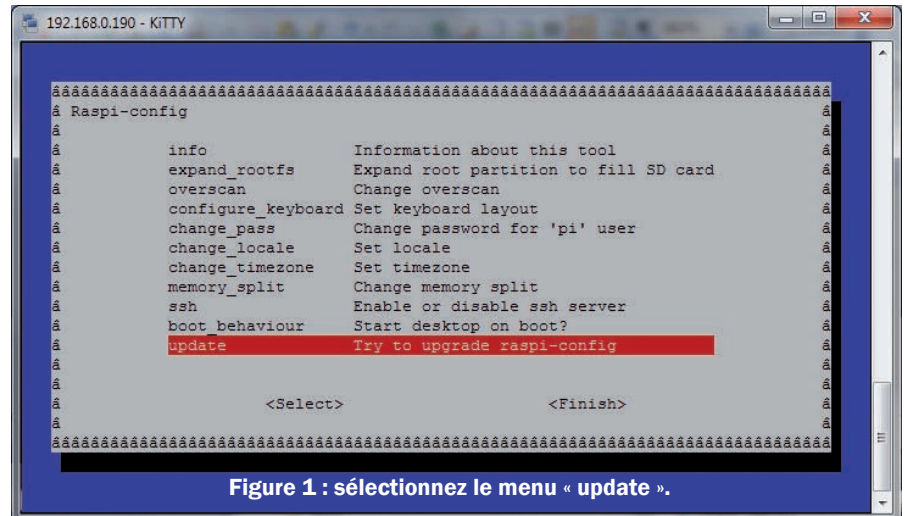 192.168.0.190 - KiTTY
ââââââââââââââââââââââââââââââââââââââââââââââââââââââââââââââââââââââââââââââ
â Raspi-config â
â â
â info Information about this tool â
â expand_rootfs Expand root partition to fill SD card â
â overscan Change overscan â
â configure_keyboard Set keyboard layout â
â change_pass Change password for 'pi' user â
â change_locale Set locale â
â change_timezone Set timezone â
â memory_split Change memory split â
â ssh Enable or disable ssh server â
â boot_behaviour Start desktop on boot? â
â update Try to upgrade raspi-config â
â â
â â
â <Select> <Finish> â
â â
ââââââââââââââââââââââââââââââââââââââââââââââââââââââââââââââââââââââââââââââ
Figure 1 : sélectionnez le menu « update ».